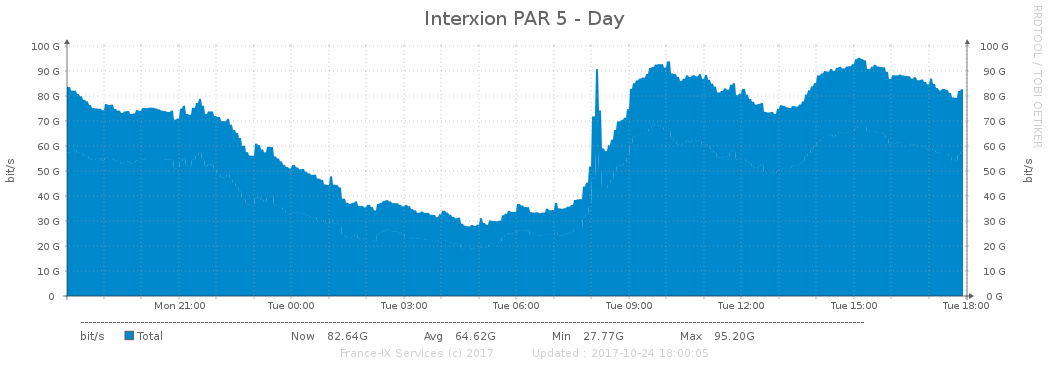 Interxion PAR 5 - Day
RRDTOOL / TOBI OETIKER
bit/s
100 G
90 G
80 G
70 G
60 G
50 G
40 G
30 G
20 G
10 G
0
100 G
90 G
80 G
70 G
60 G
50 G
40 G
30 G
20 G
10 G
0 G
bit/s
Mon 21:00 Tue 00:00 Tue 03:00 Tue 06:00 Tue 09:00 Tue 12:00 Tue 15:00 Tue 18:00
bit/s Total Now 82.64G Avg 64.62G Min 27.77G Max 95.20G
France-IX Services (c) 2017 Updated : 2017-10-24 18:00:05